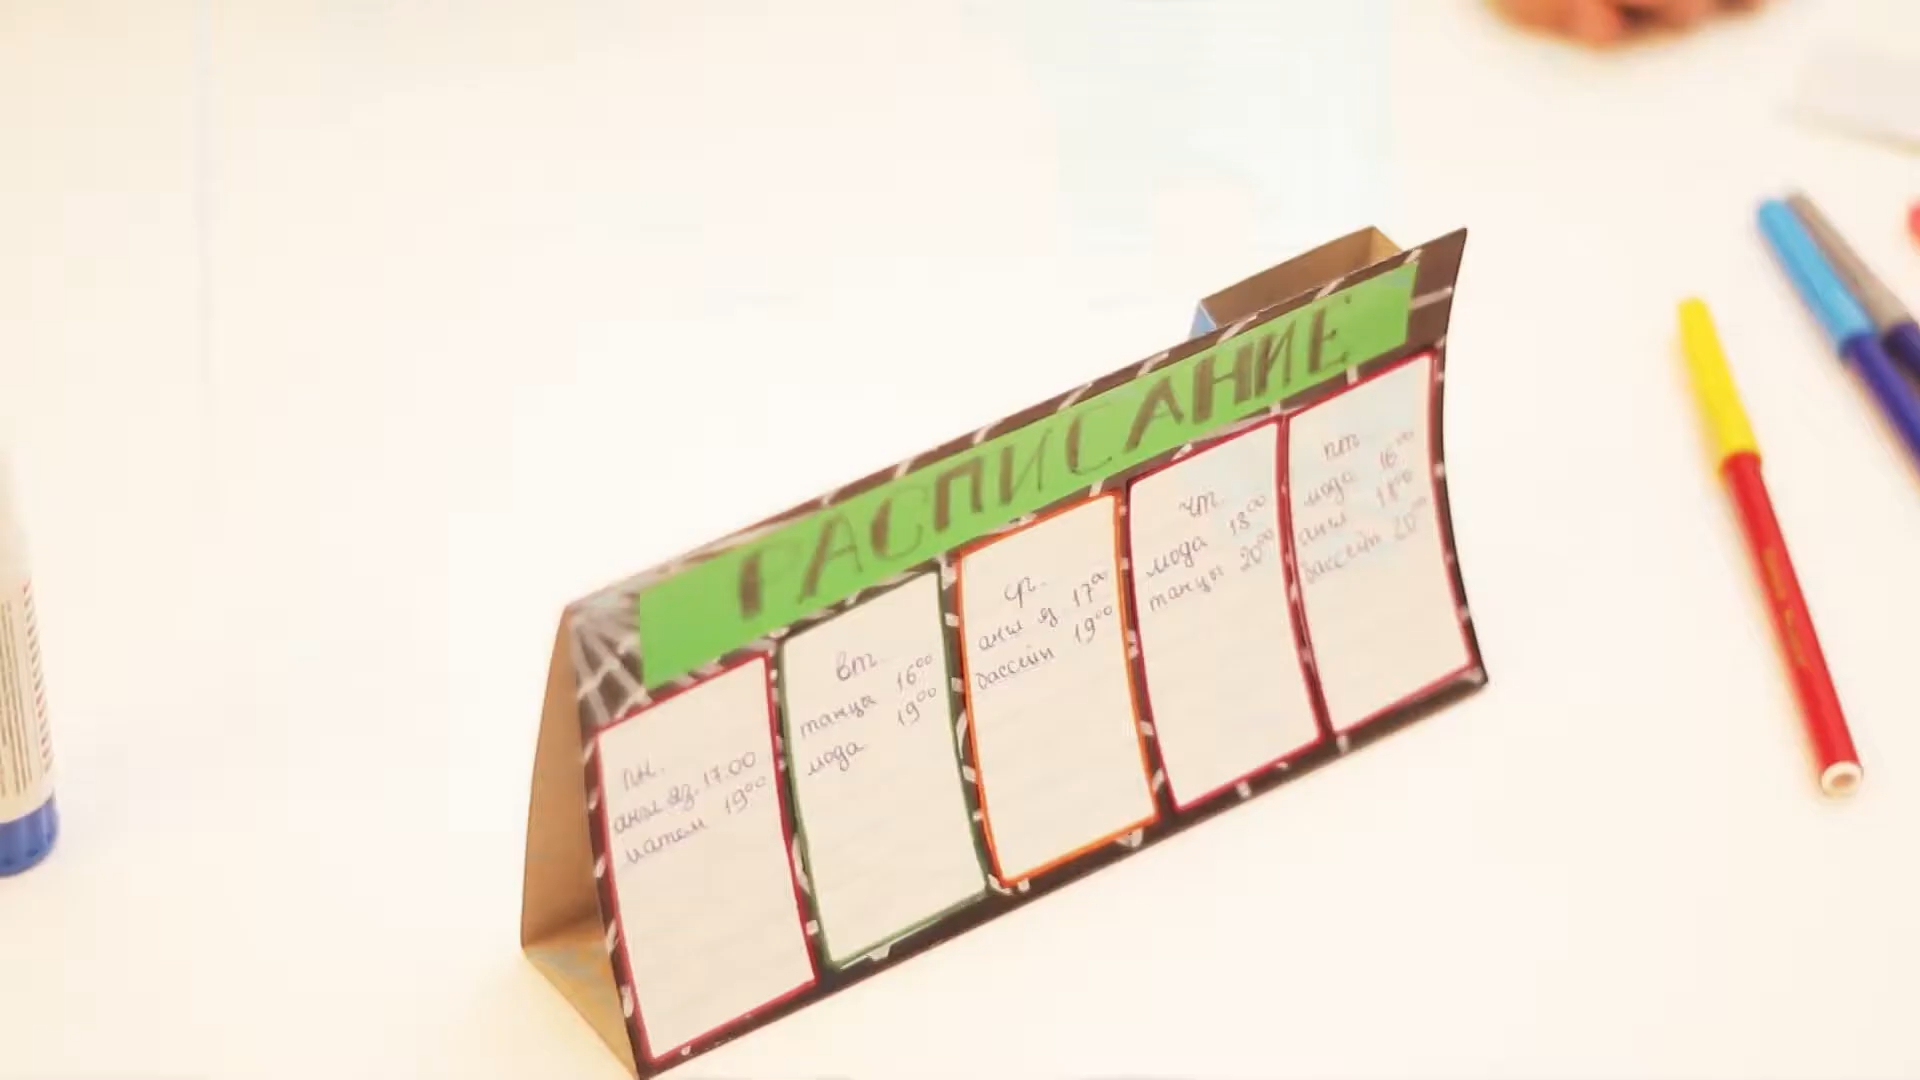 РАСПИСАНИЕ
пн.
англ яз. 17.00
матем 19⁰⁰
вт.
танцы 16⁰⁰
мода 19⁰⁰
ср.
англ яз 17⁰⁰
бассейн 19⁰⁰
чт.
мода 18⁰⁰
танцы 20⁰⁰
пт.
мода 16⁰⁰
англ 18⁰⁰
бассейн 20⁰⁰